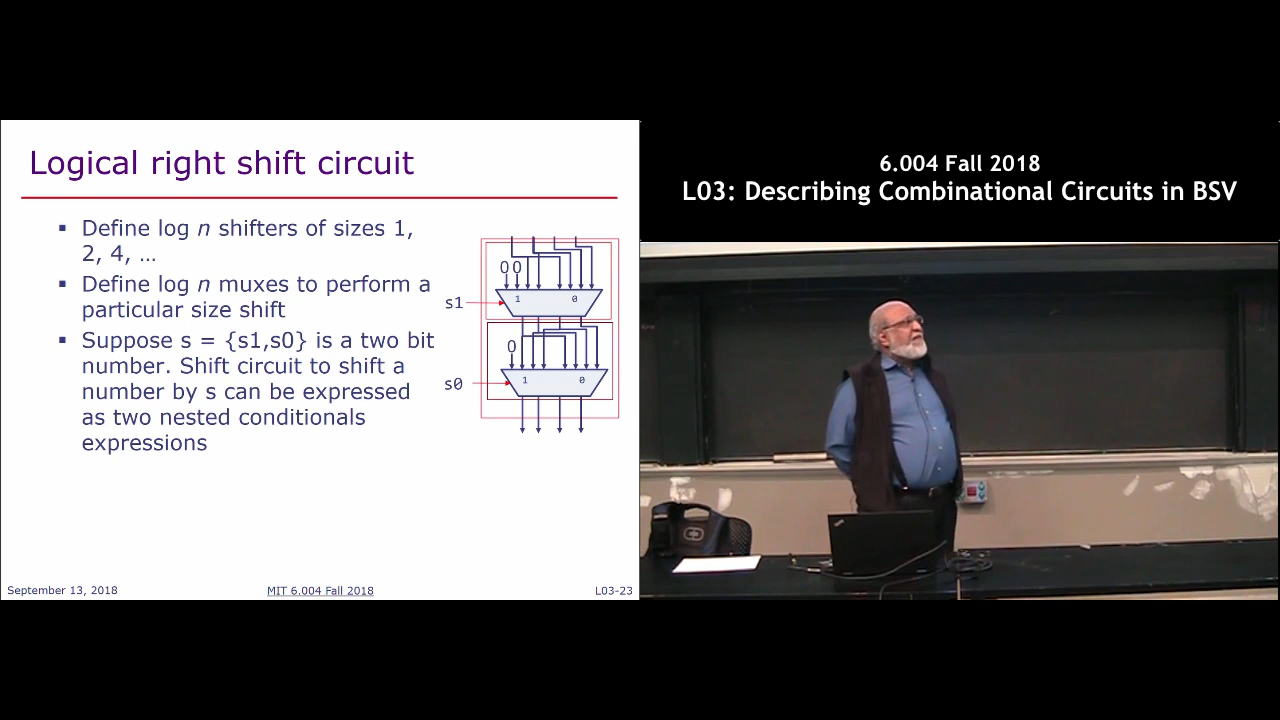 Logical right shift circuit
▪ Define log n shifters of sizes 1,
2, 4, …
▪ Define log n muxes to perform a
particular size shift
▪ Suppose s = {s1,s0} is a two bit
number. Shift circuit to shift a
number by s can be expressed
as two nested conditionals
expressions
00
1 0
s1
0
1 0
s0
September 13, 2018 MIT 6.004 Fall 2018 L03-23
6.004 Fall 2018
L03: Describing Combinational Circuits in BSV